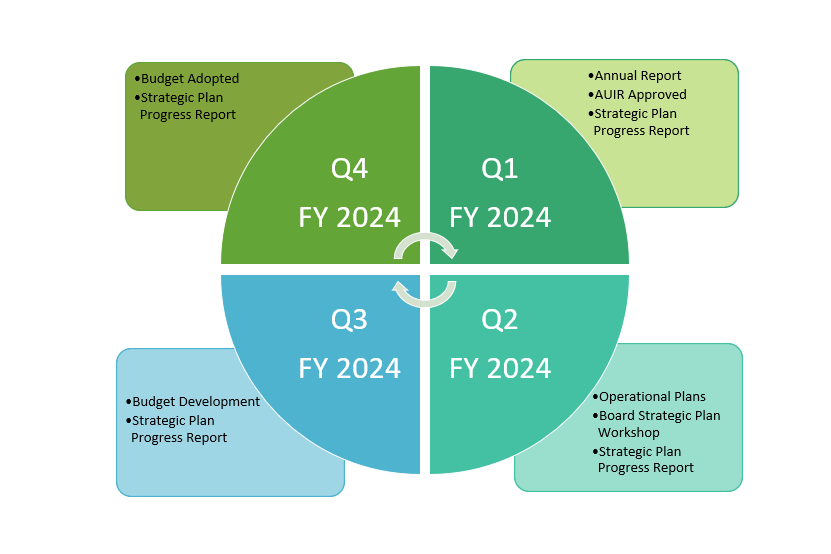 •Budget Adopted
•Strategic Plan
Progress Report
•Annual Report
•AUIR Approved
•Strategic Plan
Progress Report
Q4
FY 2024
Q1
FY 2024
Q3
FY 2024
Q2
FY 2024
•Budget Development
•Strategic Plan
Progress Report
•Operational Plans
•Board Strategic Plan
Workshop
•Strategic Plan
Progress Report